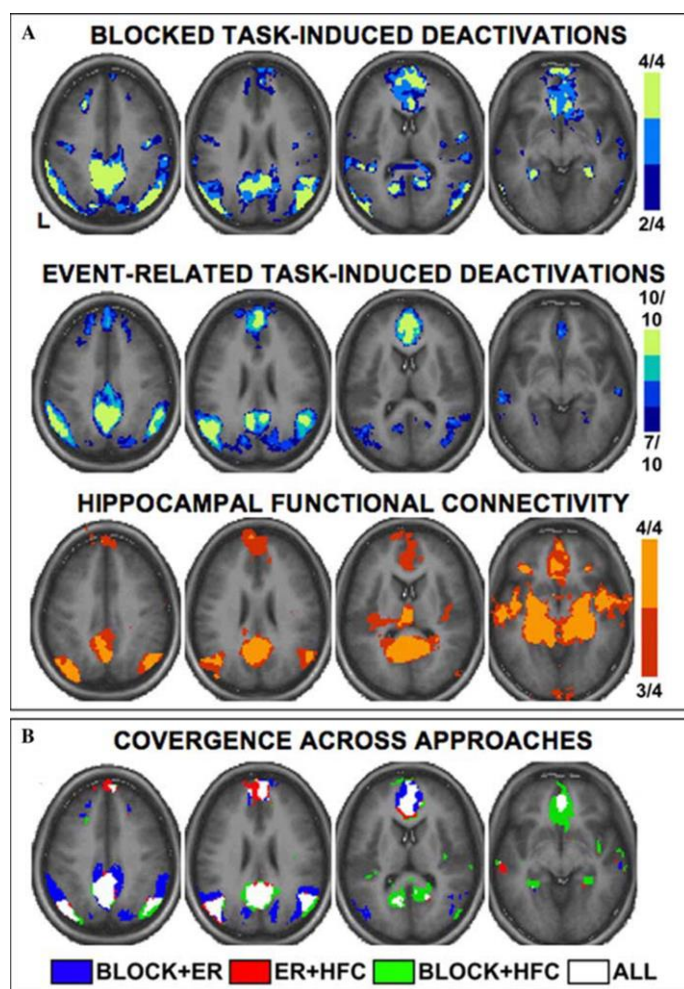 A
BLOCKED TASK-INDUCED DEACTIVATIONS
4/4
L
2/4
EVENT-RELATED TASK-INDUCED DEACTIVATIONS
10/
10
7/
10
HIPPOCAMPAL FUNCTIONAL CONNECTIVITY
4/4
3/4
B
COVERGENCE ACROSS APPROACHES
BLOCK+ER ER+HFC BLOCK+HFC ALL